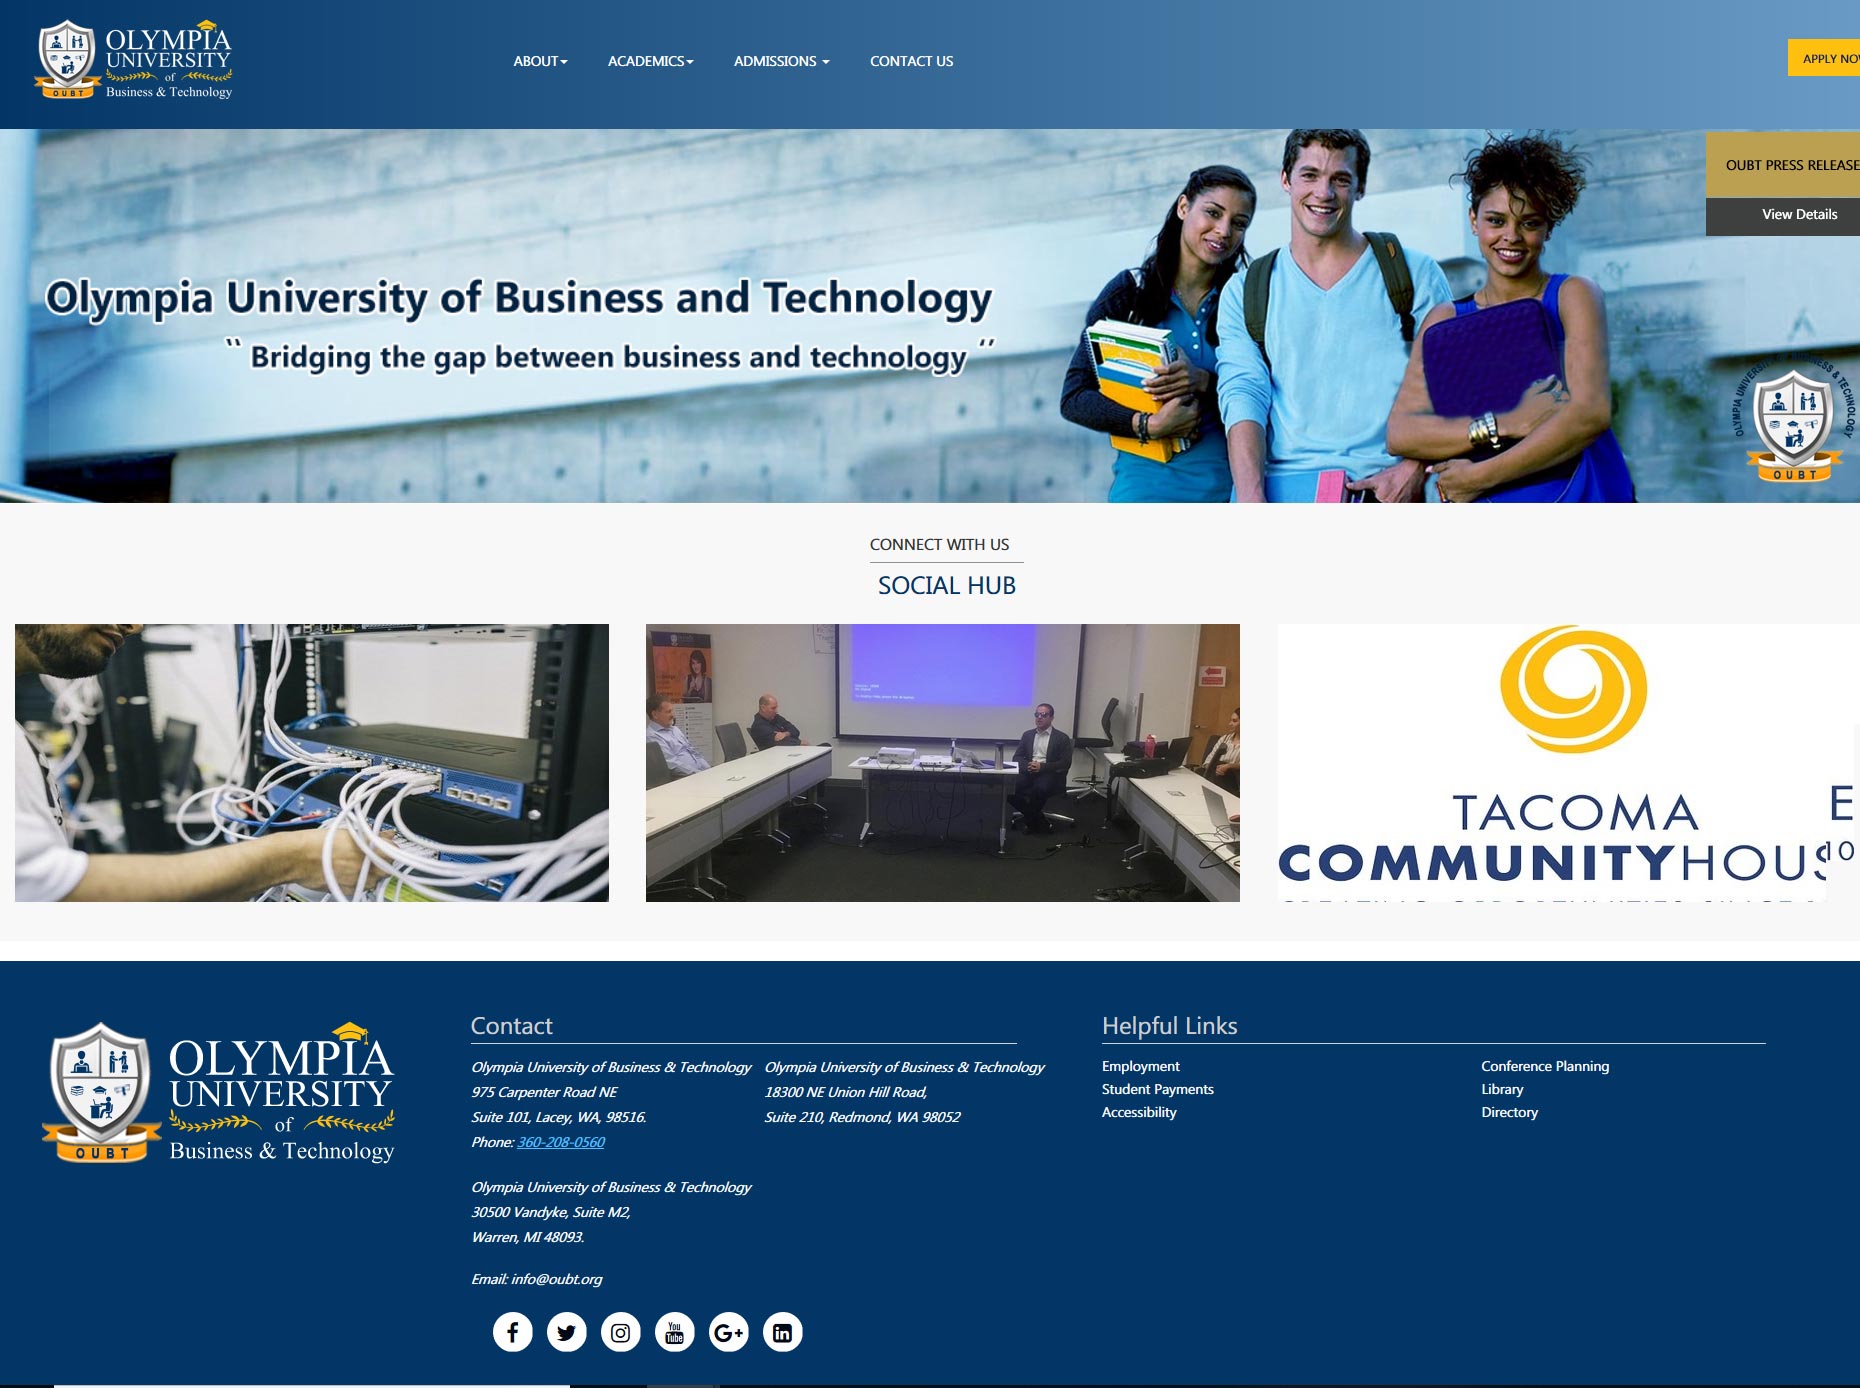 OLYMPIA
UNIVERSITY
of
Business & Technology
OUBT
ABOUT
ACADEMICS
ADMISSIONS
CONTACT US
APPLY NOW
OUBT PRESS RELEASE
View Details
Olympia University of Business and Technology
`` Bridging the gap between business and technology ´´
OLYMPIA UNIVERSITY OF BUSINESS & TECHNOLOGY
OUBT
CONNECT WITH US
SOCIAL HUB
TACOMA
COMMUNITYHOUS
E
10
OLYMPIA
UNIVERSITY
of
Business & Technology
OUBT
Contact
Olympia University of Business & Technology
975 Carpenter Road NE
Suite 101, Lacey, WA, 98516.
Phone: 360-208-0560
Olympia University of Business & Technology
18300 NE Union Hill Road,
Suite 210, Redmond, WA 98052
Olympia University of Business & Technology
30500 Vandyke, Suite M2,
Warren, MI 48093.
Email: info@oubt.org
You
Tube
G+
in
Helpful Links
Employment
Student Payments
Accessibility
Conference Planning
Library
Directory